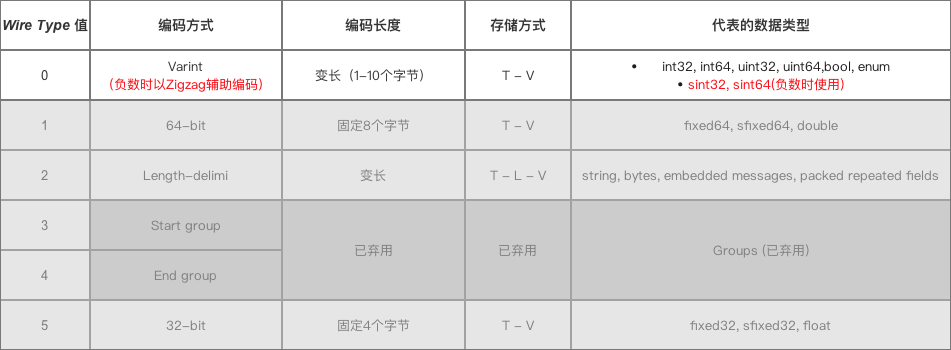 Wire Type 值 编码方式 编码长度 存储方式 代表的数据类型
0 Varint
(负数时以Zigzag辅助编码) 变长（1-10个字节） T - V • int32, int64, uint32, uint64,bool, enum
• sint32, sint64(负数时使用)
1 64-bit 固定8个字节 T - V fixed64, sfixed64, double
2 Length-delimi 变长 T - L - V string, bytes, embedded messages, packed repeated fields
3 Start group 已弃用 已弃用 Groups (已弃用)
4 End group
5 32-bit 固定4个字节 T - V fixed32, sfixed32, float